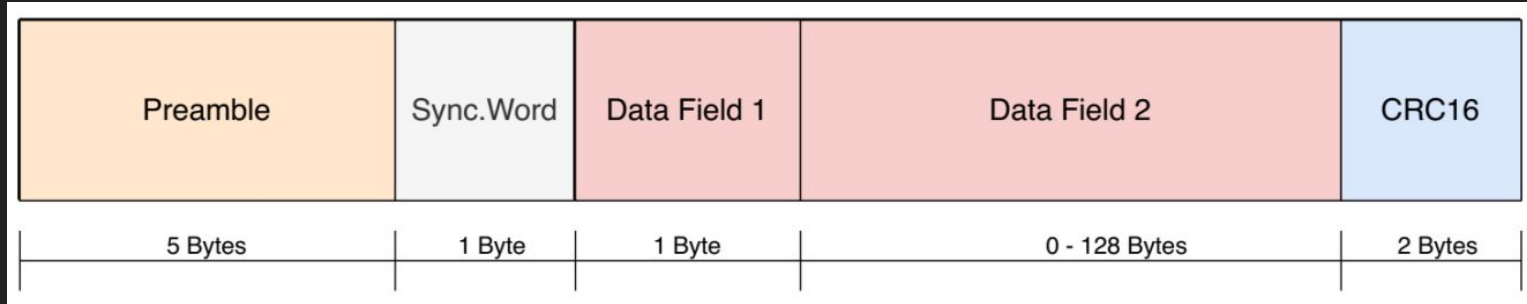 Preamble
Sync.Word
Data Field 1
Data Field 2
CRC16
5 Bytes
1 Byte
1 Byte
0 - 128 Bytes
2 Bytes